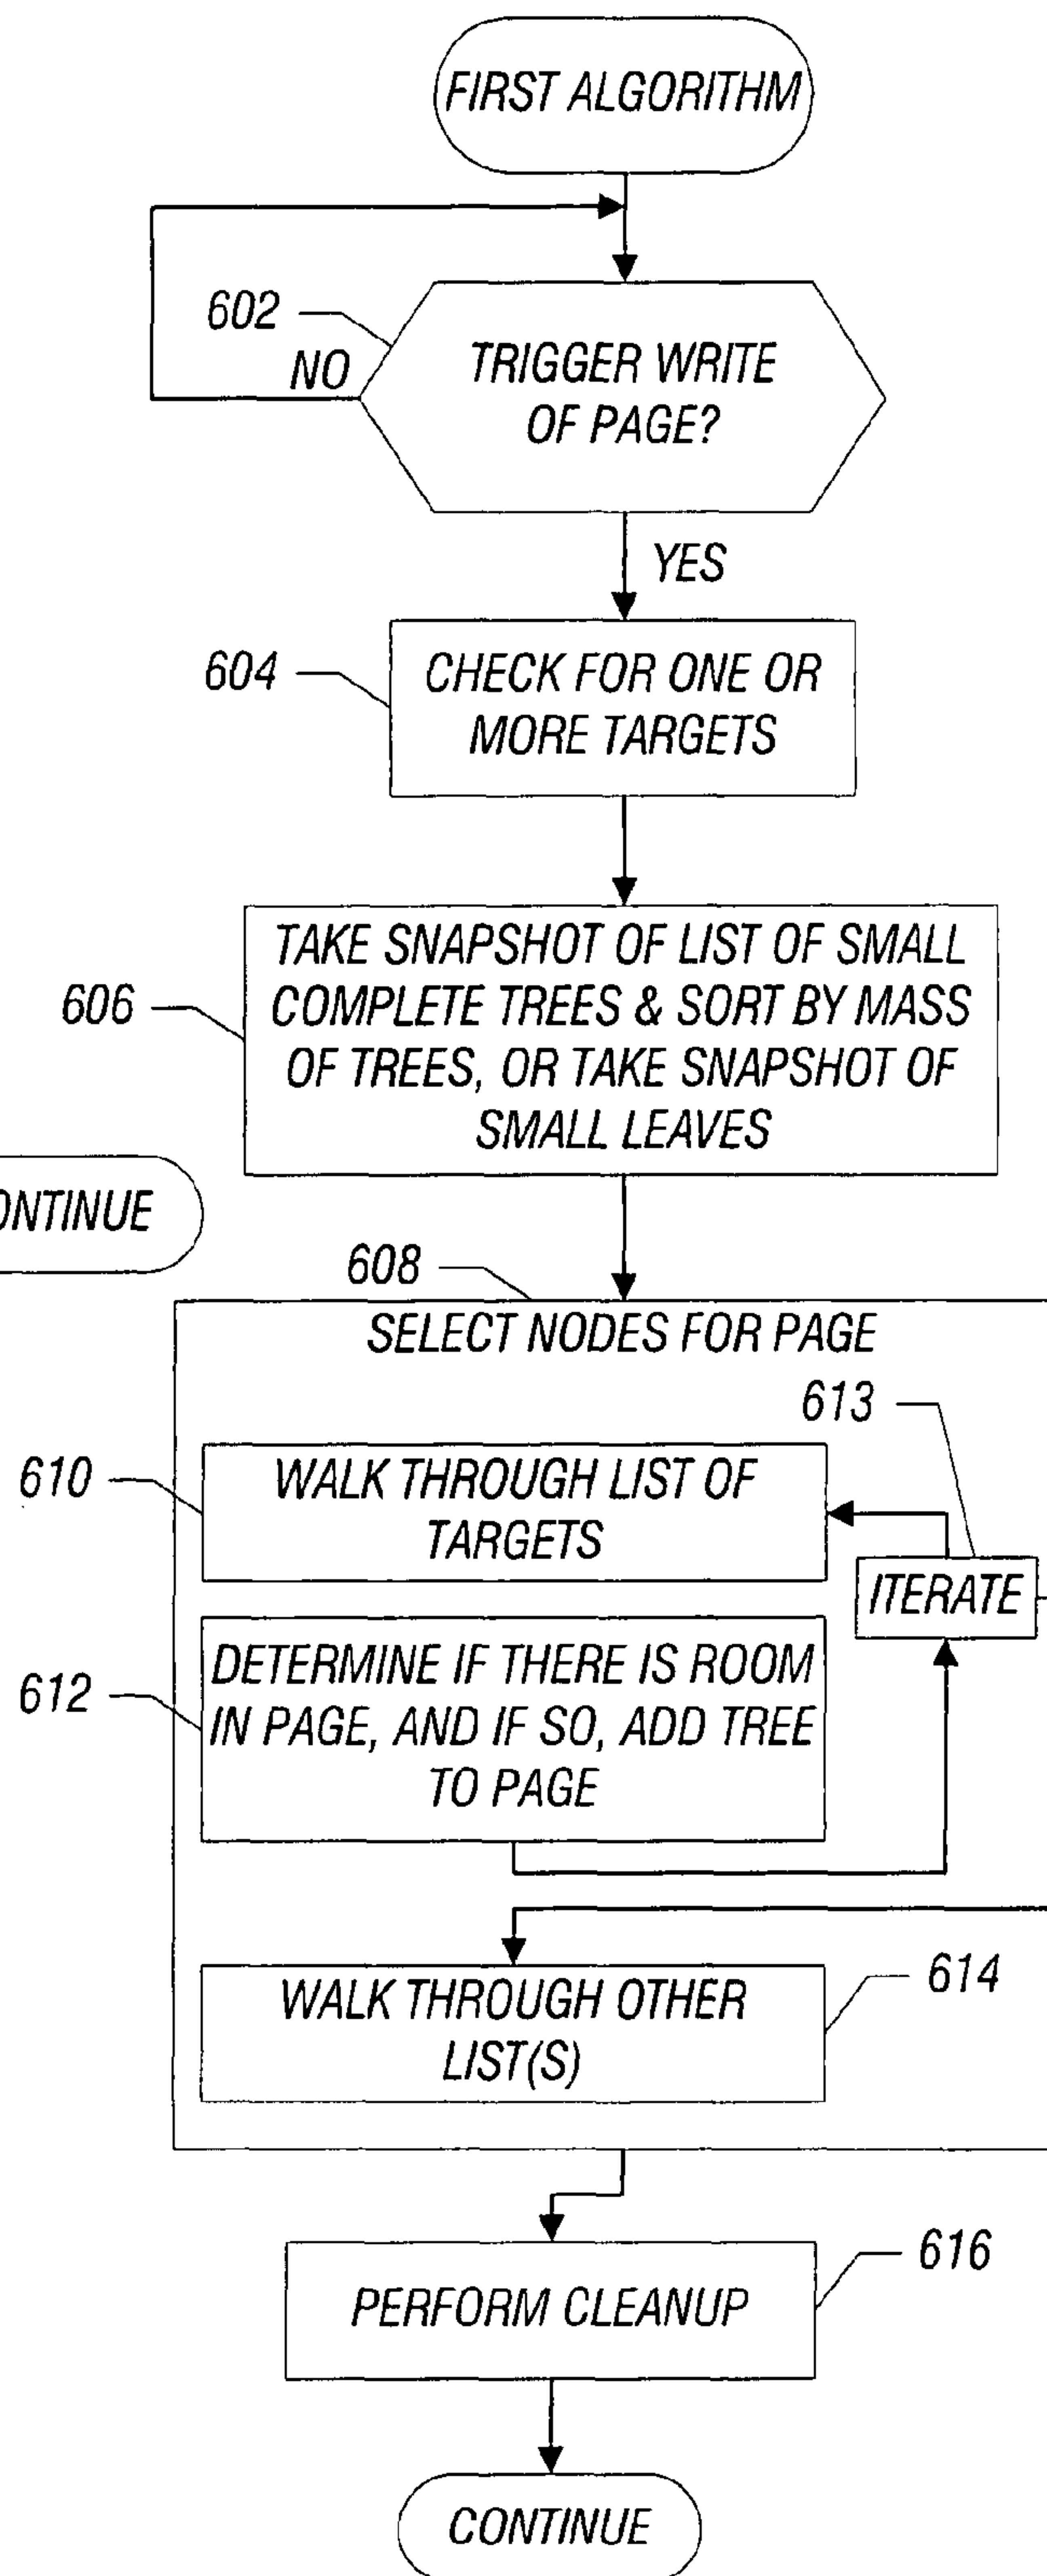 FIRST ALGORITHM
602
NO
TRIGGER WRITE
OF PAGE?
YES
604
CHECK FOR ONE OR
MORE TARGETS
606
TAKE SNAPSHOT OF LIST OF SMALL
COMPLETE TREES & SORT BY MASS
OF TREES, OR TAKE SNAPSHOT OF
SMALL LEAVES
ONTINUE
608
SELECT NODES FOR PAGE
613
610
WALK THROUGH LIST OF
TARGETS
ITERATE
612
DETERMINE IF THERE IS ROOM
IN PAGE, AND IF SO, ADD TREE
TO PAGE
614
WALK THROUGH OTHER
LIST(S)
616
PERFORM CLEANUP
CONTINUE